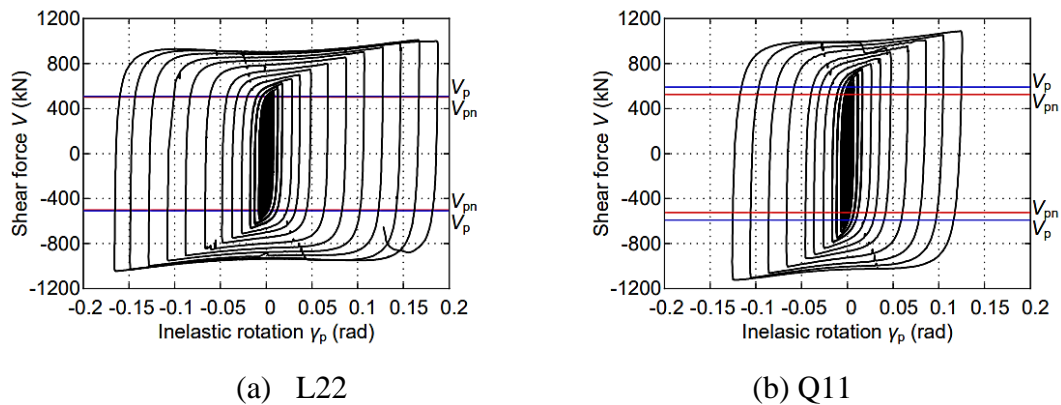 1200
800
400
0
-400
-800
-1200
Shear force V (kN)
-0.2 -0.15 -0.1 -0.05 0 0.05 0.1 0.15 0.2
Inelastic rotation γp (rad)
Vp
Vpn
Vpn
Vp
(a) L22
1200
800
400
0
-400
-800
-1200
Shear force V (kN)
-0.2 -0.15 -0.1 -0.05 0 0.05 0.1 0.15 0.2
Inelasic rotation γp (rad)
Vp
Vpn
Vpn
Vp
(b) Q11